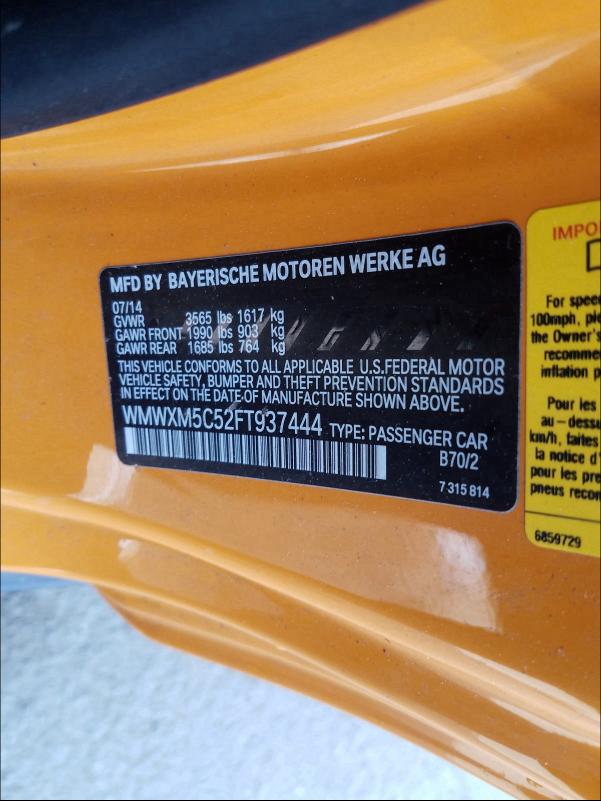 MFD BY BAYERISCHE MOTOREN WERKE AG
07/14
GVWR 3565 lbs 1617 kg
GAWR FRONT 1990 lbs 903 kg
GAWR REAR 1685 lbs 764 kg
THIS VEHICLE CONFORMS TO ALL APPLICABLE U.S.FEDERAL MOTOR
VEHICLE SAFETY, BUMPER AND THEFT PREVENTION STANDARDS
IN EFFECT ON THE DATE OF MANUFACTURE SHOWN ABOVE.
WMWXM5C52FT937444 TYPE: PASSENGER CAR
B70/2
7 315 814
IMPO
For spee
100mph, ple
the Owner's
recomme
inflation p
Pour les
au-dessu
km/h, faites
la notice d'
pour les pre
pneus recon
6859729